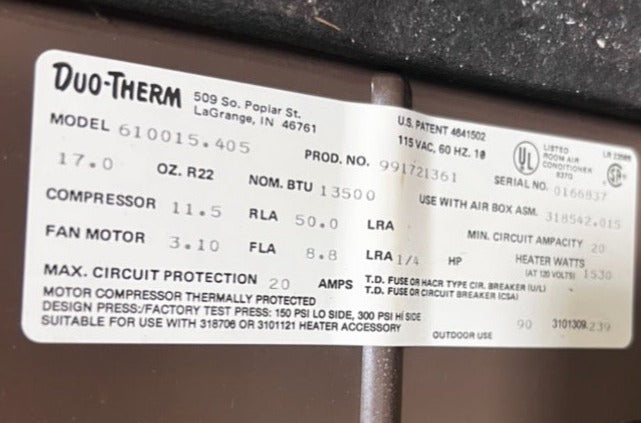 DUO-THERM
509 So. Poplar St.
LaGrange, IN 46761
U.S. PATENT 4641502
115 VAC, 60 HZ. 1Ø
UL LISTED
ROOM AIR
CONDITIONER
MODEL 610015.405 PROD. NO. 991721361 SERIAL NO. 0166837
17.0 OZ. R22 NOM. BTU 13500 USE WITH AIR BOX ASM. 318542.015
COMPRESSOR 11.5 RLA 50.0 LRA MIN. CIRCUIT AMPACITY 20
FAN MOTOR 3.10 FLA 8.8 LRA 1/4 HP HEATER WATTS
(AT 120 VOLTS) 1530
MAX. CIRCUIT PROTECTION 20 AMPS T.D. FUSE OR HACR TYPE CIR. BREAKER (U/L)
T.D. FUSE OR CIRCUIT BREAKER (CSA)
MOTOR COMPRESSOR THERMALLY PROTECTED
DESIGN PRESS:/FACTORY TEST PRESS: 150 PSI LO SIDE, 300 PSI HI SIDE
SUITABLE FOR USE WITH 318706 OR 3101121 HEATER ACCESSORY
OUTDOOR USE 90 3101309.239